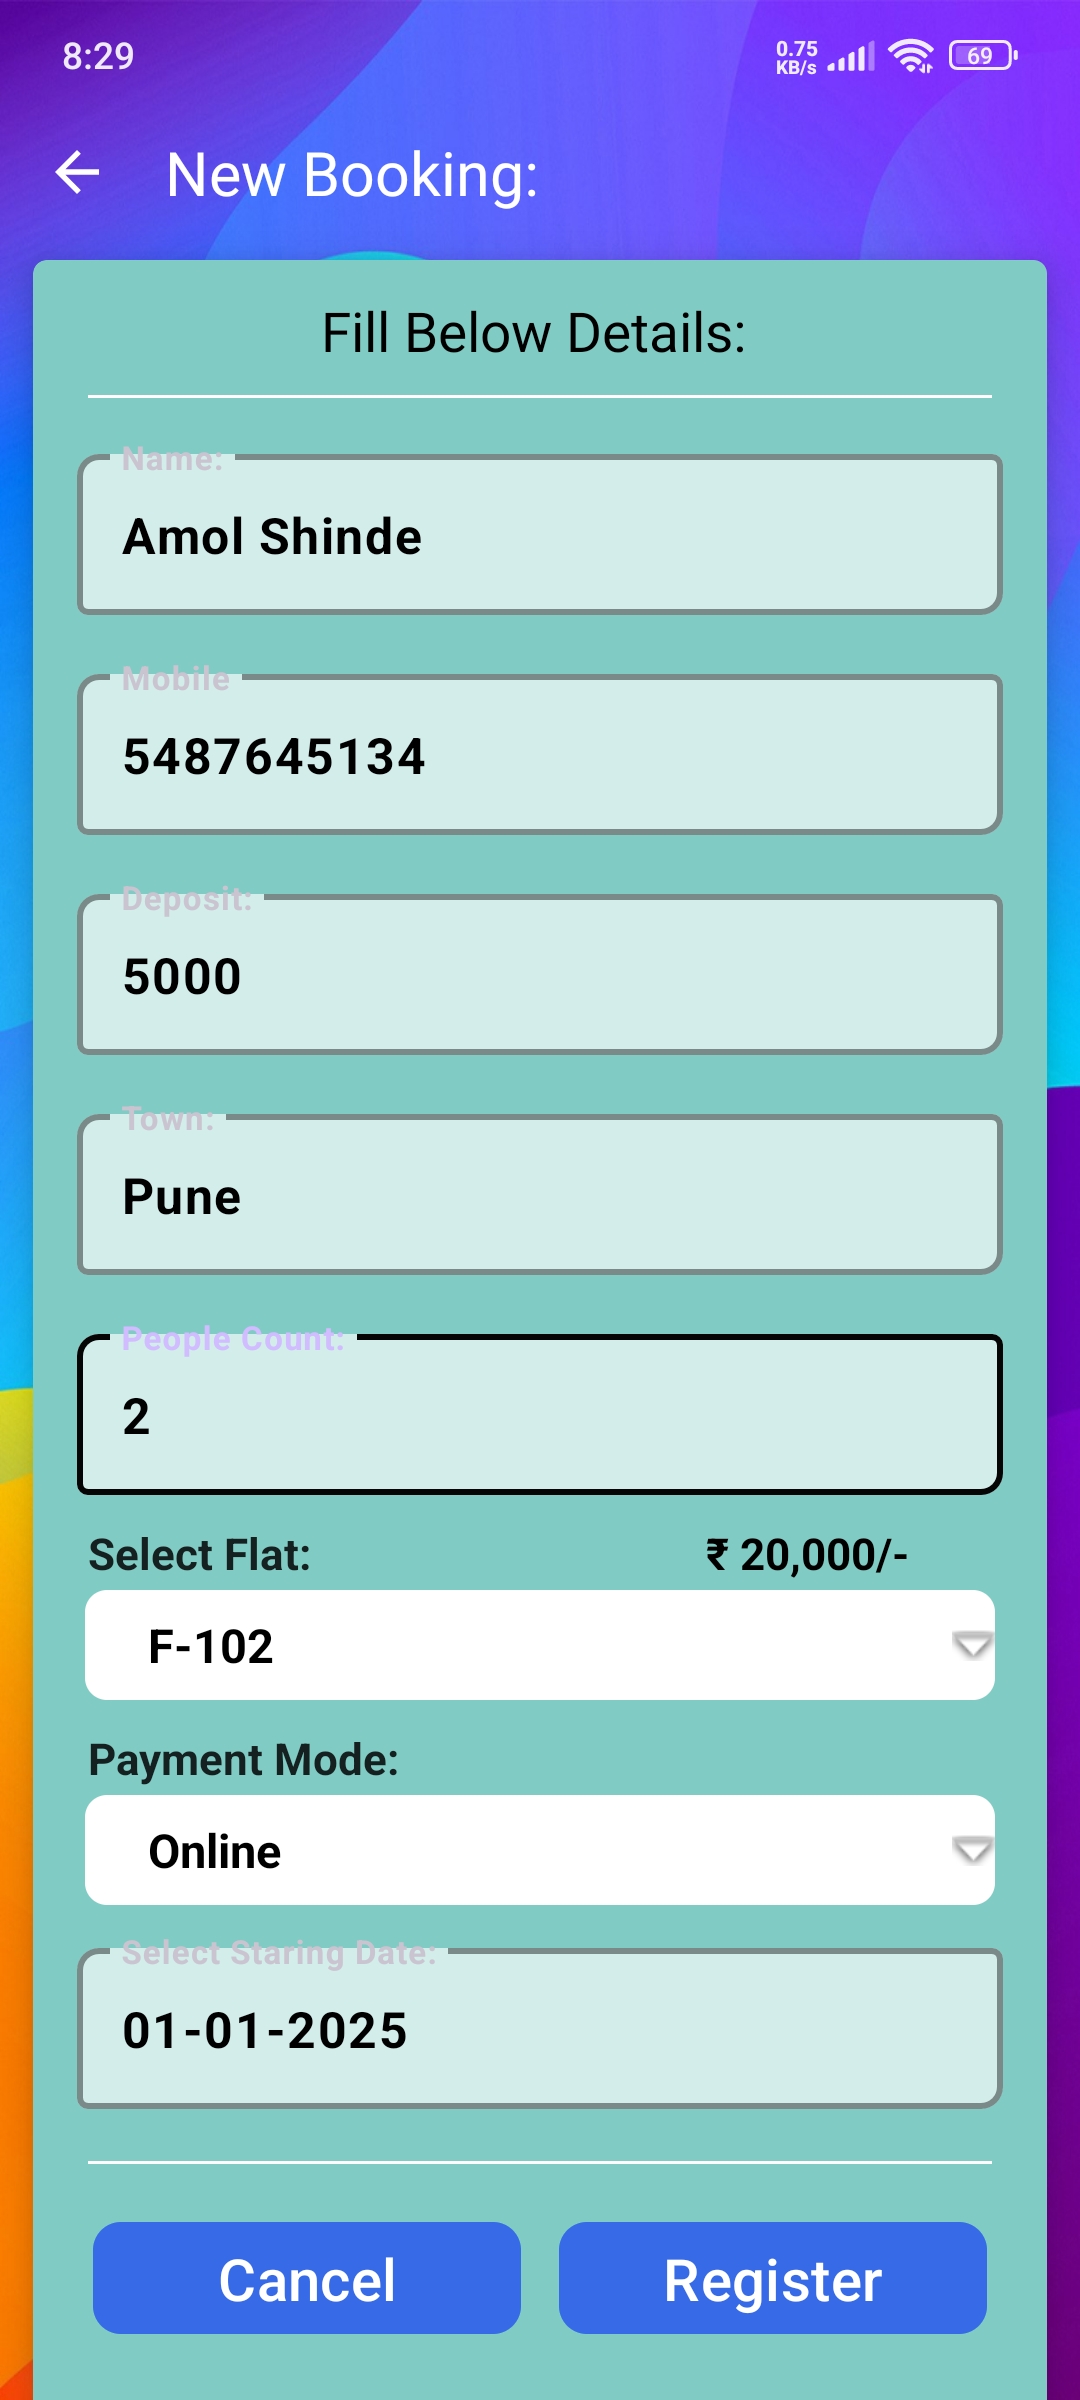 8:29
0.75
KB/s
69
New Booking:
Fill Below Details:
Name:
Amol Shinde
Mobile
5487645134
Deposit:
5000
Town:
Pune
People Count:
2
Select Flat:
₹ 20,000/-
F-102
Payment Mode:
Online
Select Staring Date:
01-01-2025
Cancel
Register